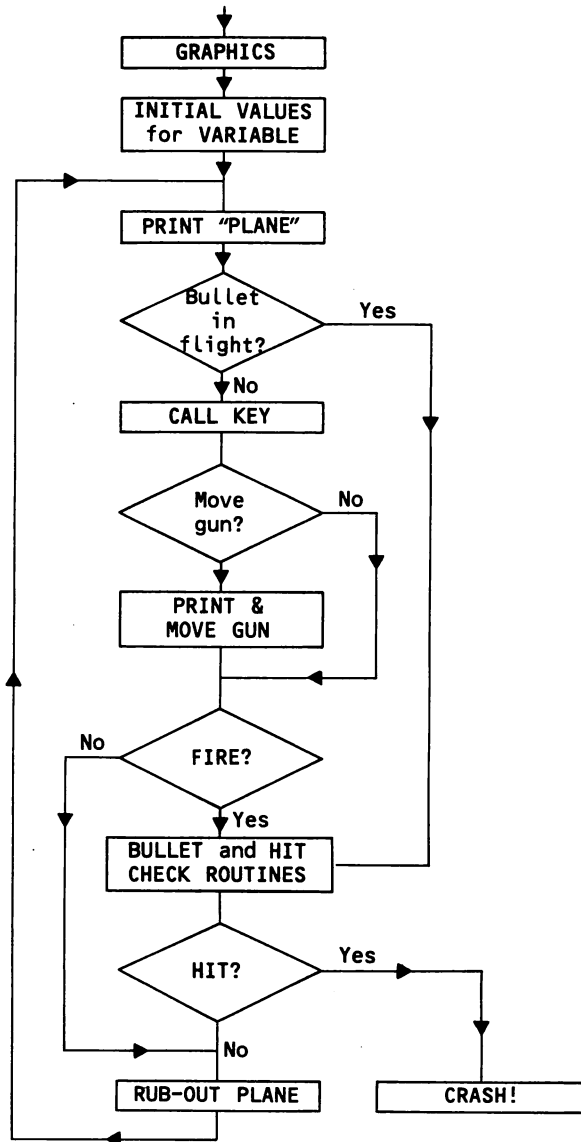 GRAPHICS
INITIAL VALUES
for VARIABLE
PRINT “PLANE”
Bullet
in
flight?
Yes
No
CALL KEY
Move
gun?
No
PRINT &
MOVE GUN
No
FIRE?
Yes
BULLET and HIT
CHECK ROUTINES
HIT?
Yes
No
RUB-OUT PLANE
CRASH!